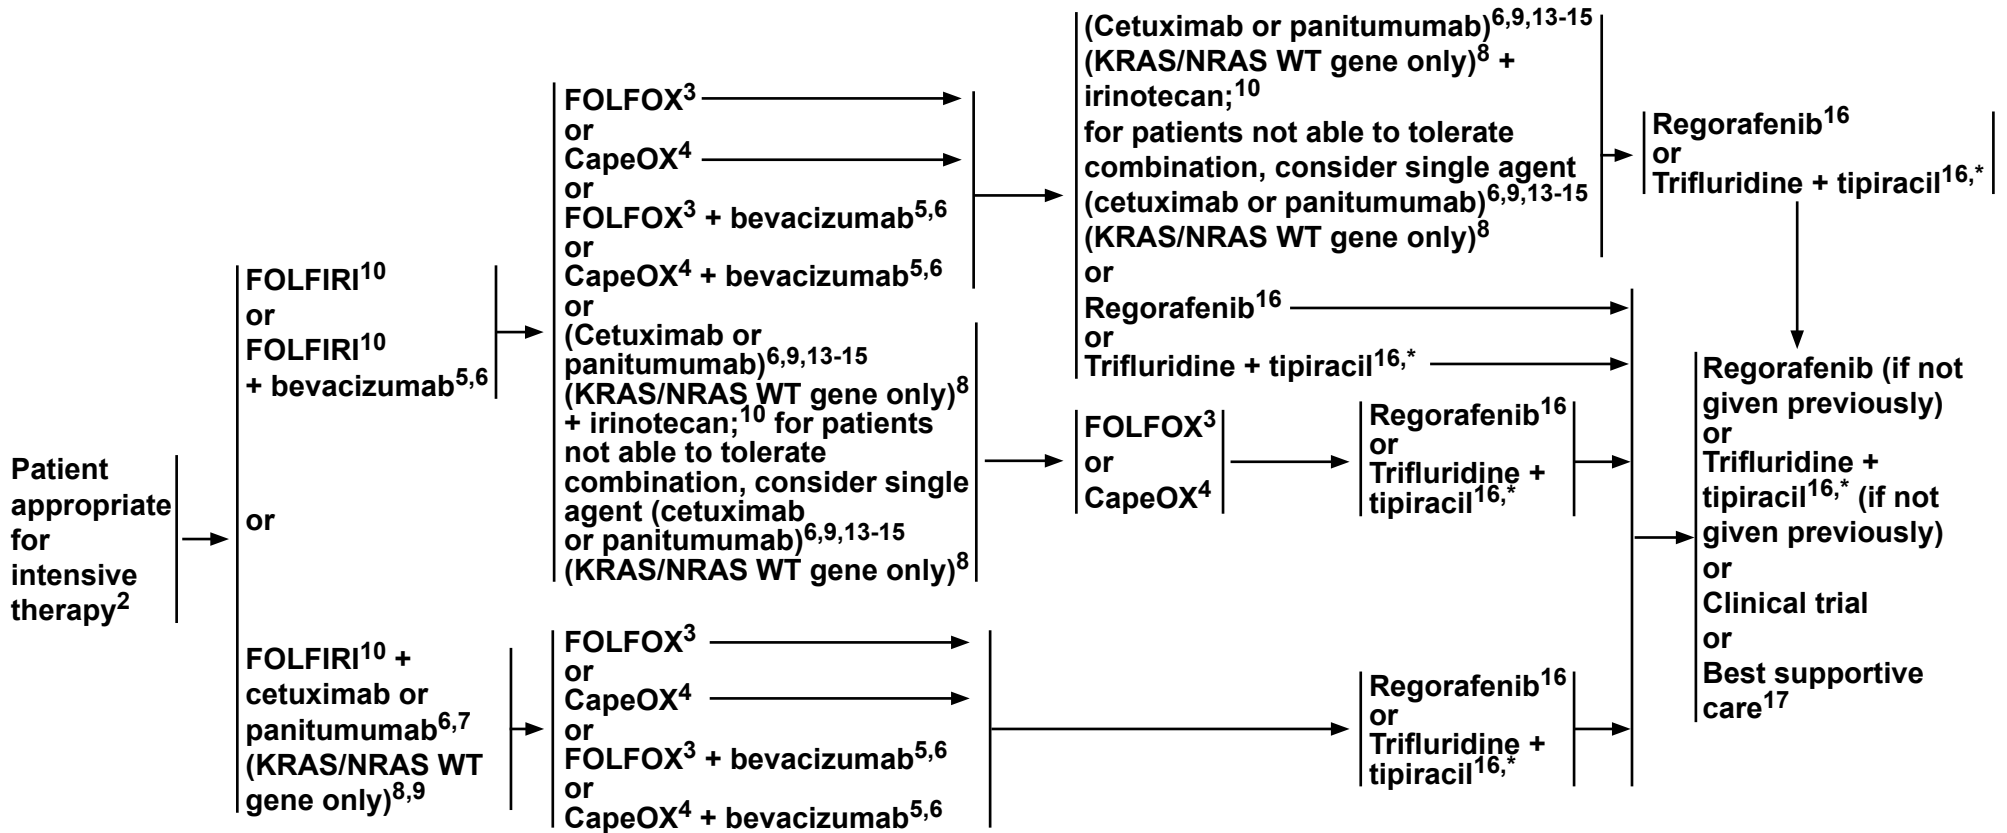 Patient
appropriate
for
intensive
therapy2
FOLFIRI10
or
FOLFIRI10
+ bevacizumab5,6
or
FOLFIRI10 +
cetuximab or
panitumumab6,7
(KRAS/NRAS WT
gene only)8,9
FOLFOX3
or
CapeOX4
or
FOLFOX3 + bevacizumab5,6
or
CapeOX4 + bevacizumab5,6
or
(Cetuximab or
panitumumab)6,9,13-15
(KRAS/NRAS WT gene only)8
+ irinotecan;10 for patients
not able to tolerate
combination, consider single
agent (cetuximab
or panitumumab)6,9,13-15
(KRAS/NRAS WT gene only)8
FOLFOX3
or
CapeOX4
or
FOLFOX3 + bevacizumab5,6
or
CapeOX4 + bevacizumab5,6
(Cetuximab or panitumumab)6,9,13-15
(KRAS/NRAS WT gene only)8 +
irinotecan;10
for patients not able to tolerate
combination, consider single agent
(cetuximab or panitumumab)6,9,13-15
(KRAS/NRAS WT gene only)8
or
Regorafenib16
or
Trifluridine + tipiracil16,*
FOLFOX3
or
CapeOX4
Regorafenib16
or
Trifluridine +
tipiracil16,*
Regorafenib16
or
Trifluridine +
tipiracil16,*
Regorafenib16
or
Trifluridine + tipiracil16,*
Regorafenib (if not
given previously)
or
Trifluridine +
tipiracil16,* (if not
given previously)
or
Clinical trial
or
Best supportive
care17